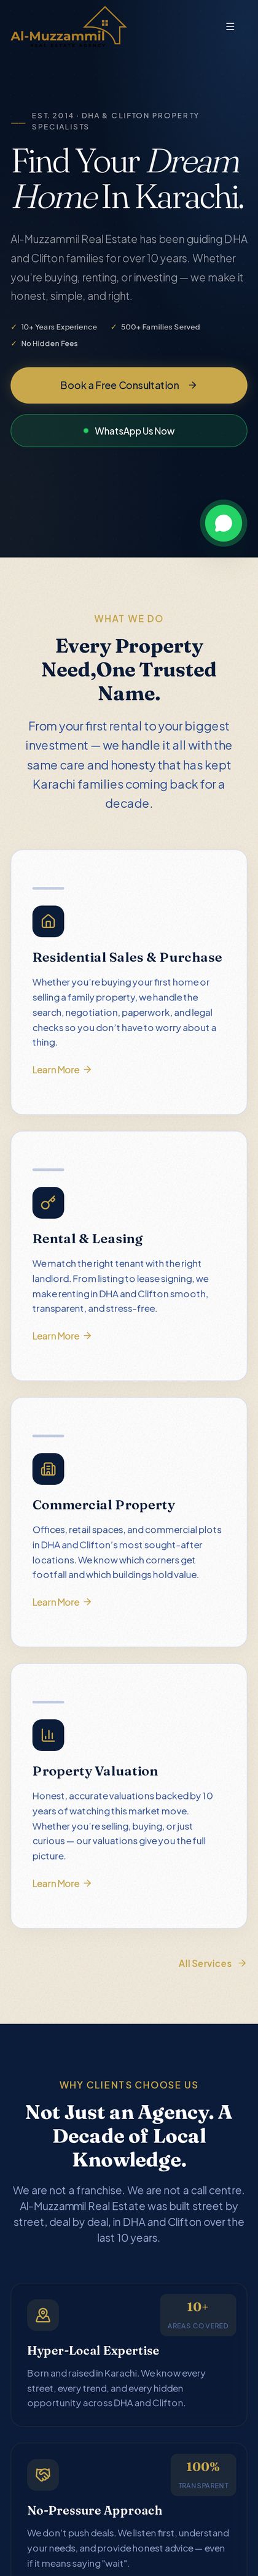 Al-Muzzammil
EST. 2014 · DHA & CLIFTON PROPERTY
SPECIALISTS
Find Your Dream
Home In Karachi.
Al-Muzzammil Real Estate has been guiding DHA
and Clifton families for over 10 years. Whether
you're buying, renting, or investing — we make it
honest, simple, and right.
✓ 10+ Years Experience ✓ 500+ Families Served
✓ No Hidden Fees
Book a Free Consultation →
WhatsApp Us Now
WHAT WE DO
Every Property
Need,One Trusted
Name.
From your first rental to your biggest
investment — we handle it all with the
same care and honesty that has kept
Karachi families coming back for a
decade.
Residential Sales & Purchase
Whether you're buying your first home or
selling a family property, we handle the
search, negotiation, paperwork, and legal
checks so you don't have to worry about a
thing.
Learn More →
Rental & Leasing
We match the right tenant with the right
landlord. From listing to lease signing, we
make renting in DHA and Clifton smooth,
transparent, and stress-free.
Learn More →
Commercial Property
Offices, retail spaces, and commercial plots
in DHA and Clifton's most sought-after
locations. We know which corners get
footfall and which buildings hold value.
Learn More →
Property Valuation
Honest, accurate valuations backed by 10
years of watching this market move.
Whether you're selling, buying, or just
curious — our valuations give you the full
picture.
Learn More →
All Services →
WHY CLIENTS CHOOSE US
Not Just an Agency. A
Decade of Local
Knowledge.
We are not a franchise. We are not a call centre.
Al-Muzzammil Real Estate was built street by
street, deal by deal, in DHA and Clifton over the
last 10 years.
10+
AREAS COVERED
Hyper-Local Expertise
Born and raised in Karachi. We know every
street, every trend, and every hidden
opportunity across DHA and Clifton.
100%
TRANSPARENT
No-Pressure Approach
We don't push deals. We listen first, understand
your needs, and provide honest advice — even
if it means saying "wait".